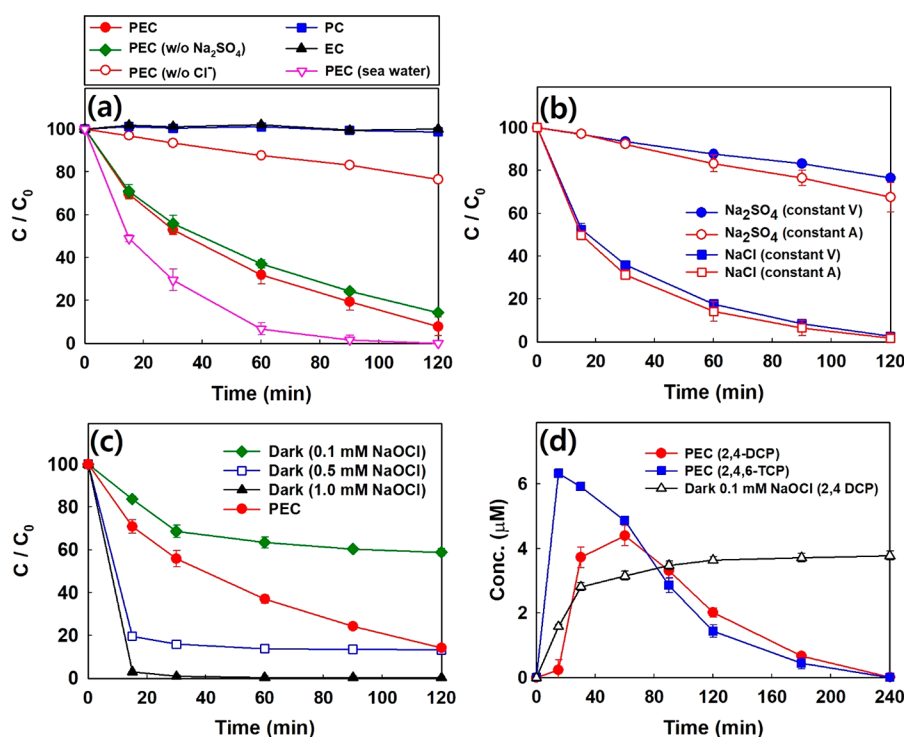 PEC
PC
PEC (w/o Na2SO4)
EC
PEC (w/o Cl-)
PEC (sea water)
(a)
100
80
60
40
20
0
C / C0
0 20 40 60 80 100 120
Time (min)
(b)
100
80
60
40
20
0
C / C0
Na2SO4 (constant V)
Na2SO4 (constant A)
NaCl (constant V)
NaCl (constant A)
0 20 40 60 80 100 120
Time (min)
(c)
100
80
60
40
20
0
C / C0
Dark (0.1 mM NaOCl)
Dark (0.5 mM NaOCl)
Dark (1.0 mM NaOCl)
PEC
0 20 40 60 80 100 120
Time (min)
(d)
6
4
2
0
Conc. (μM)
PEC (2,4-DCP)
PEC (2,4,6-TCP)
Dark 0.1 mM NaOCl (2,4 DCP)
0 40 80 120 160 200 240
Time (min)